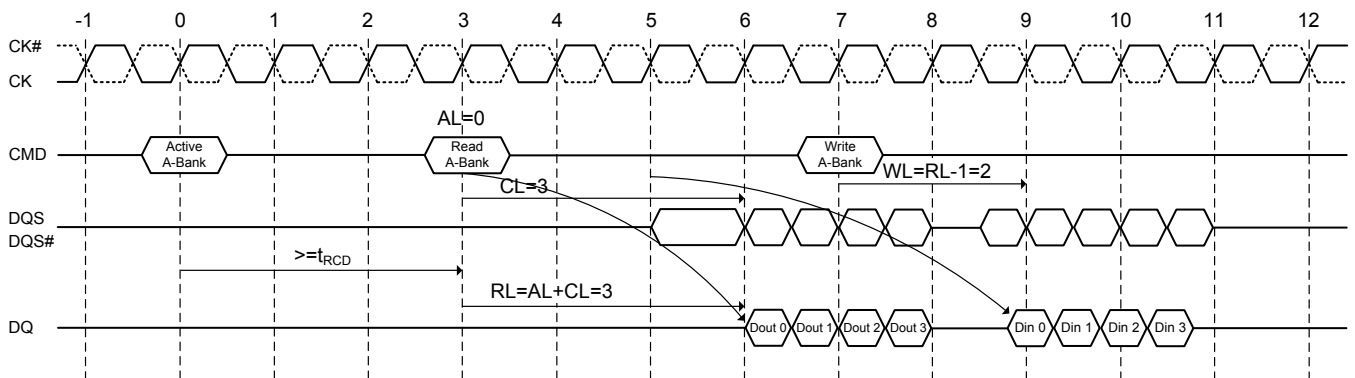 -1 0 1 2 3 4 5 6 7 8 9 10 11 12
CK#
CK
AL=0
CMD Active A-Bank Read A-Bank Write A-Bank
CL=3 WL=RL-1=2
DQS
DQS#
>=tRCD
RL=AL+CL=3
DQ Dout 0 Dout 1 Dout 2 Dout 3 Din 0 Din 1 Din 2 Din 3